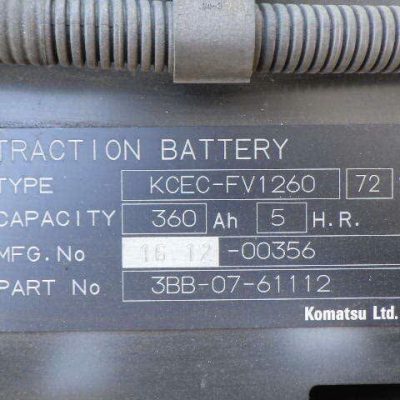 TRACTION BATTERY
TYPE KCEC-FV1260 72
CAPACITY 360 Ah 5 H.R.
MFG.No 16 12 -00356
PART No 3BB-07-61112
Komatsu Ltd.